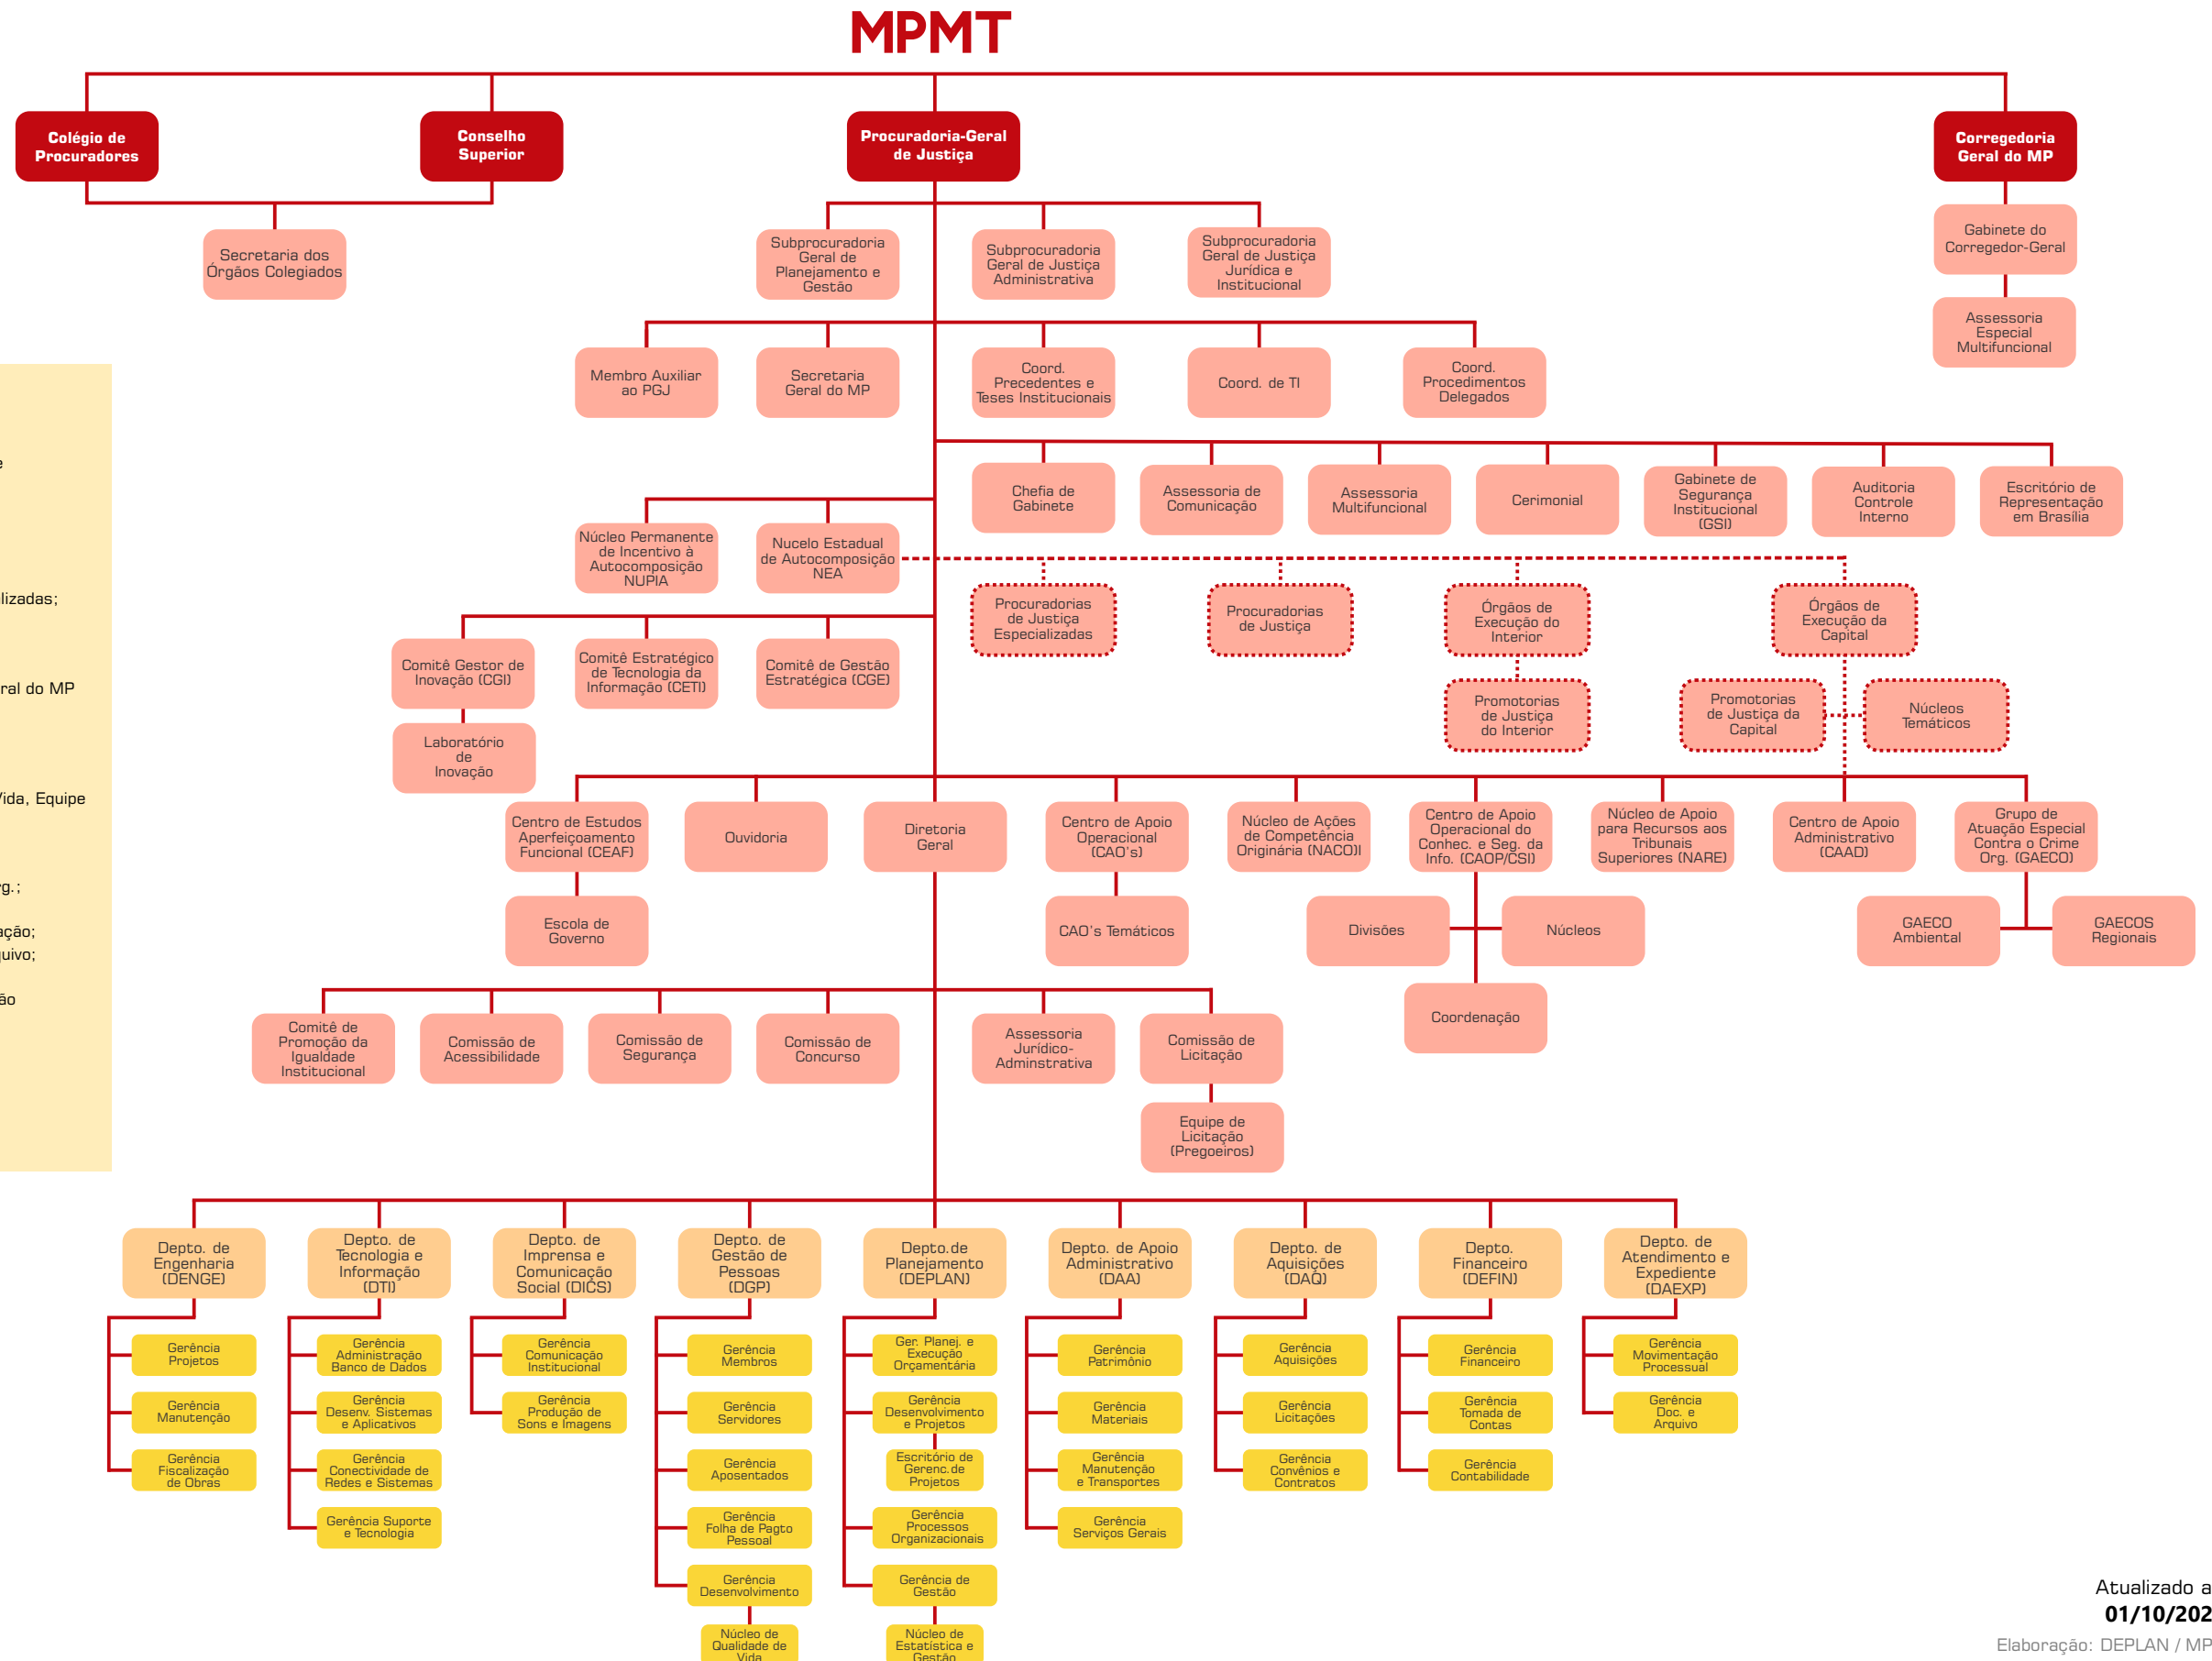 MPMT
Colégio de
Procuradores
Conselho
Superior
Procuradoria-Geral
de Justiça
Corregedoria
Geral do MP
Secretaria dos
Órgãos Colegiados
Subprocuradoria
Geral de
Planejamento e
Gestão
Subprocuradoria
Geral de Justiça
Administrativa
Subprocuradoria
Geral de Justiça
Jurídica e
Institucional
Gabinete do
Corregedor-Geral
Assessoria
Especial
Multifuncional
Membro Auxiliar
ao PGJ
Secretaria
Geral do MP
Coord.
Precedentes e
Teses Institucionais
Coord. de TI
Coord.
Procedimentos
Delegados
Chefia de
Gabinete
Assessoria de
Comunicação
Assessoria
Multifuncional
Cerimonial
Gabinete de
Segurança
Institucional
(GSI)
Auditoria
Controle
Interno
Escritório de
Representação
em Brasília
Núcleo Permanente
de Incentivo à
Autocomposição
NUPIA
Nucelo Estadual
de Autocomposição
NEA
Procuradorias
de Justiça
Especializadas
Procuradorias
de Justiça
Órgãos de
Execução do
Interior
Órgãos de
Execução da
Capital
Comitê Gestor de
Inovação (CGI)
Comitê Estratégico
de Tecnologia da
Informação (CETI)
Comitê de Gestão
Estratégica (CGE)
Promotorias
de Justiça
do Interior
Promotorias
de Justiça da
Capital
Núcleos
Temáticos
Laboratório
de
Inovação
e
lizadas;
ral do MP
Vida, Equipe
rg.;
ação;
quivo;
ão
Centro de Estudos
Aperfeiçoamento
Funcional (CEAF)
Ouvidoria
Diretoria
Geral
Centro de Apoio
Operacional
(CAO's)
Núcleo de Ações
de Competência
Originária (NACO)l
Centro de Apoio
Operacional do
Conhec. e Seg. da
Info. (CAOP/CSI)
Núcleo de Apoio
para Recursos aos
Tribunais
Superiores (NARE)
Centro de Apoio
Administrativo
(CAAD)
Grupo de
Atuação Especial
Contra o Crime
Org. (GAECO)
Escola de
Governo
CAO's Temáticos
Divisões
Núcleos
GAECO
Ambiental
GAECOS
Regionais
Coordenação
Comitê de
Promoção da
Igualdade
Institucional
Comissão de
Acessibilidade
Comissão de
Segurança
Comissão de
Concurso
Assessoria
Jurídico-
Adminstrativa
Comissão de
Licitação
Equipe de
Licitação
(Pregoeiros)
Depto. de
Engenharia
(DENGE)
Depto. de
Tecnologia e
Informação
(DTI)
Depto. de
Imprensa e
Comunicação
Social (DICS)
Depto. de
Gestão de
Pessoas
(DGP)
Depto.de
Planejamento
(DEPLAN)
Depto. de Apoio
Administrativo
(DAA)
Depto. de
Aquisições
(DAQ)
Depto.
Financeiro
(DEFIN)
Depto. de
Atendimento e
Expediente
(DAEXP)
Gerência
Projetos
Gerência
Manutenção
Gerência
Fiscalização
de Obras
Gerência
Administração
Banco de Dados
Gerência
Desenv. Sistemas
e Aplicativos
Gerência
Conectividade de
Redes e Sistemas
Gerência Suporte
e Tecnologia
Gerência
Comunicação
Institucional
Gerência
Produção de
Sons e Imagens
Gerência
Membros
Gerência
Servidores
Gerência
Aposentados
Gerência
Folha de Pagto
Pessoal
Gerência
Desenvolvimento
Núcleo de
Qualidade de
Vida
Ger. Planej. e
Execução
Orçamentária
Gerência
Desenvolvimento
e Projetos
Escritório de
Gerenc.de
Projetos
Gerência
Processos
Organizacionais
Gerência de
Gestão
Núcleo de
Estatística e
Gestão
Gerência
Patrimônio
Gerência
Materiais
Gerência
Manutenção
e Transportes
Gerência
Serviços Gerais
Gerência
Aquisições
Gerência
Licitações
Gerência
Convênios e
Contratos
Gerência
Financeiro
Gerência
Tomada de
Contas
Gerência
Contabilidade
Gerência
Movimentação
Processual
Gerência
Doc. e
Arquivo
Atualizado a
01/10/202
Elaboração: DEPLAN / MP